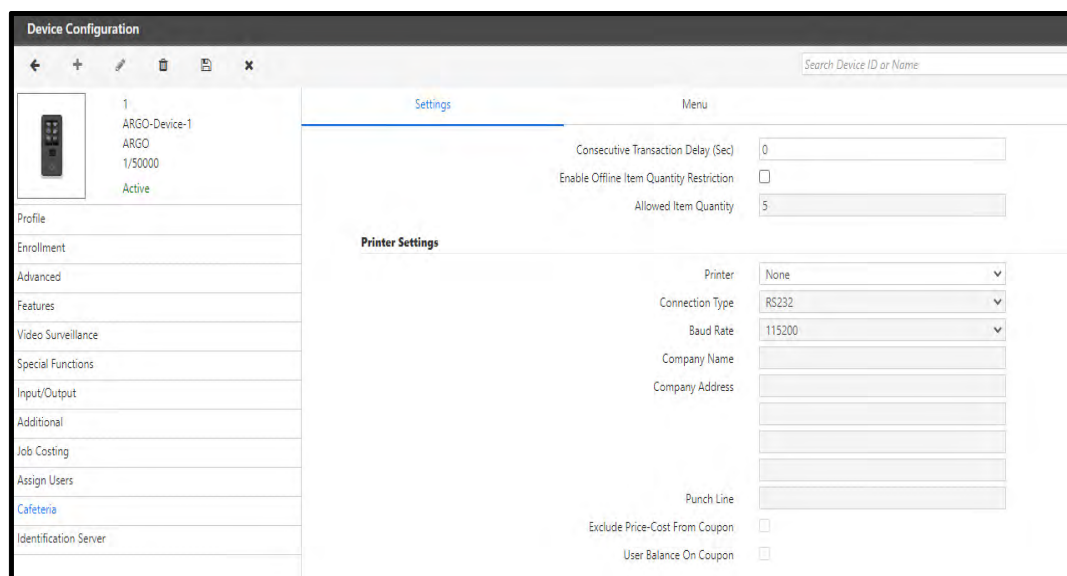 Device Configuration
Search Device ID or Name
1
ARGO-Device-1
ARGO
1/50000
Active
Profile
Enrollment
Advanced
Features
Video Surveillance
Special Functions
Input/Output
Additional
Job Costing
Assign Users
Cafeteria
Identification Server
Settings Menu
Consecutive Transaction Delay (Sec) 0
Enable Offline Item Quantity Restriction
Allowed Item Quantity 5
Printer Settings
Printer None
Connection Type RS232
Baud Rate 115200
Company Name
Company Address
Punch Line
Exclude Price-Cost From Coupon
User Balance On Coupon